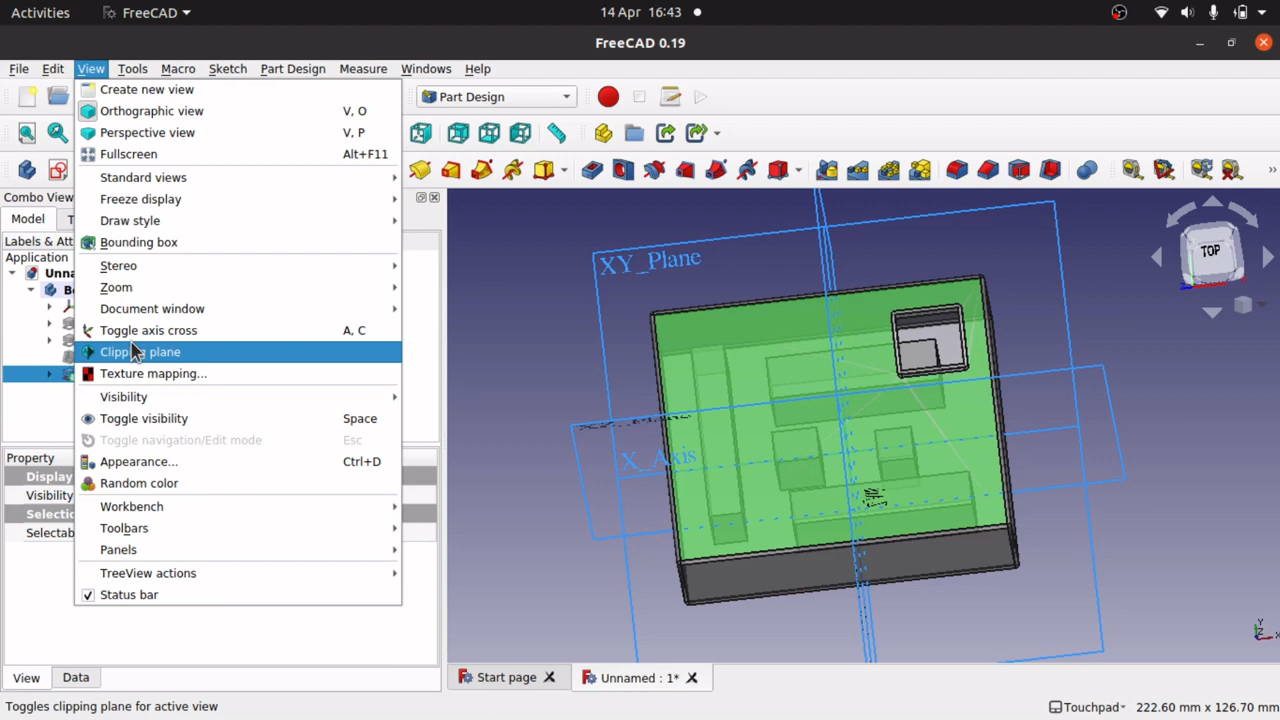 Activities FreeCAD 14 Apr 16:43
FreeCAD 0.19
File Edit View Tools Macro Sketch Part Design Measure Windows Help
Create new view
Part Design
Orthographic view V, O
Perspective view V, P
Fullscreen Alt+F11
Standard views
Freeze display
Draw style
Bounding box
Stereo
Zoom
Document window
Toggle axis cross A, C
Clipping plane
Texture mapping...
Visibility
Toggle visibility Space
Toggle navigation/Edit mode Esc
Appearance... Ctrl+D
Random color
Workbench
Toolbars
Panels
TreeView actions
Status bar
Combo View
Model
Labels & Att
Application
Unna
Property
Display
Visibility
Selectio
Selectab
View Data
XY_Plane
X_Axis
TOP
Y
Z
X
Start page Unnamed : 1*
Toggles clipping plane for active view Touchpad 222.60 mm x 126.70 mm